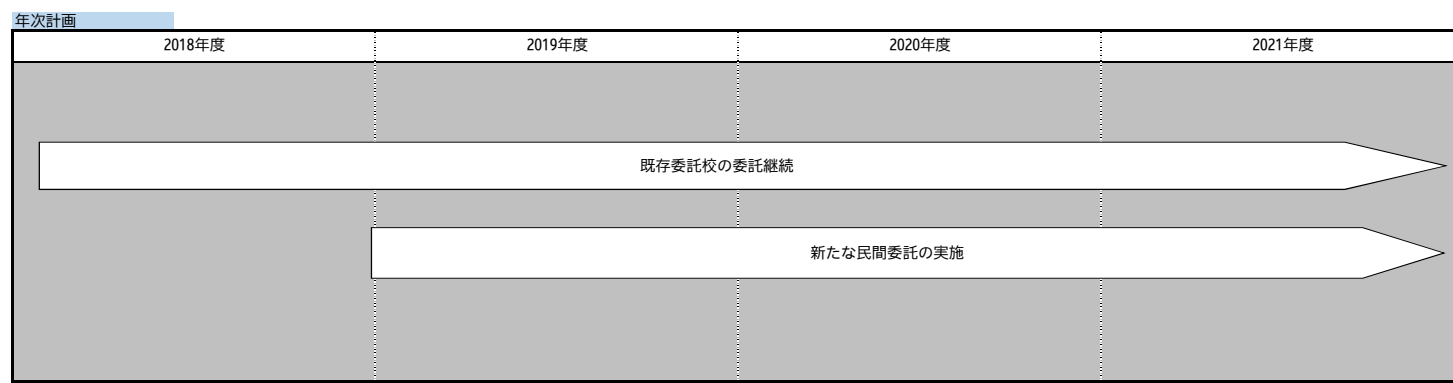 年次計画
2018年度
2019年度
2020年度
2021年度
既存委託校の委託継続
新たな民間委託の実施